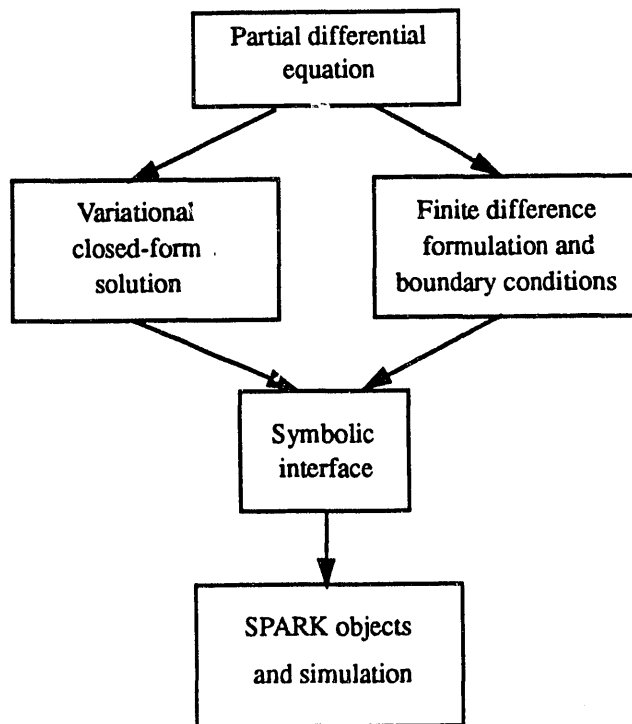 Partial differential
equation
Variational
closed-form
solution
Finite difference
formulation and
boundary conditions
Symbolic
interface
SPARK objects
and simulation